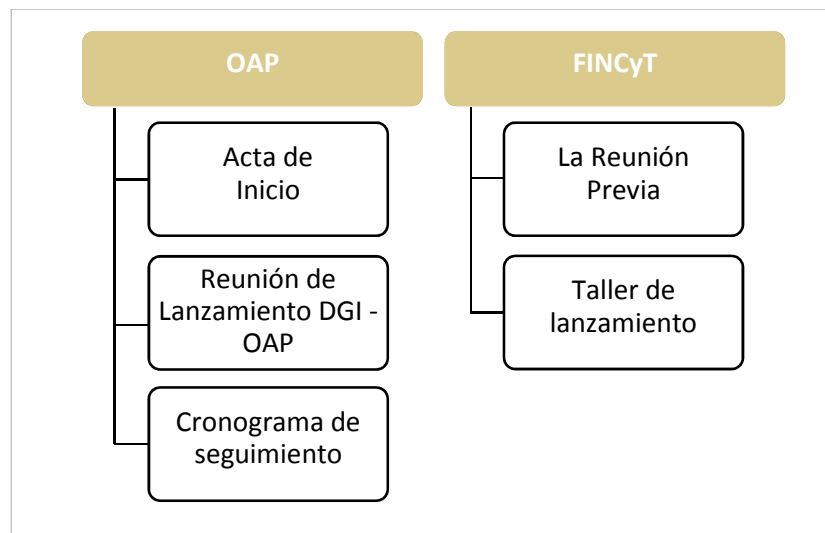 OAP
Acta de
Inicio
Reunión de
Lanzamiento DGI -
OAP
Cronograma de
seguimiento
FINCyT
La Reunión
Previa
Taller de
lanzamiento